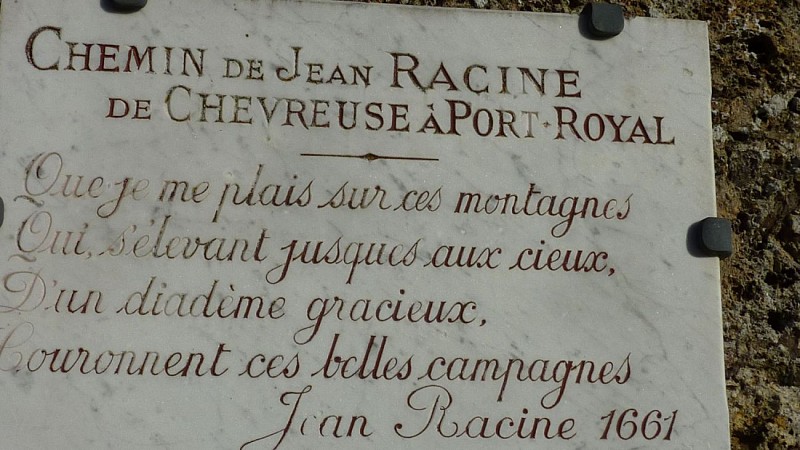 CHEMIN DE JEAN RACINE
DE CHEVREUSE À PORT-ROYAL
Que je me plais sur ces montagnes
Qui, s'élevant jusques aux cieux,
D'un diadème gracieux,
Couronnent ces belles campagnes
Jean Racine 1661